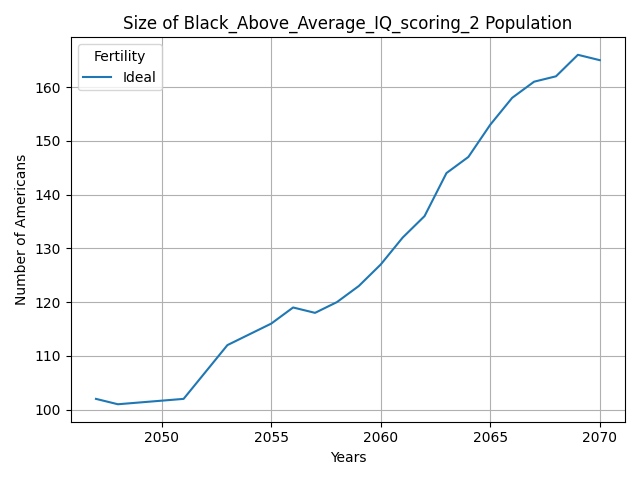 Size of Black_Above_Average_IQ_scoring_2 Population
Fertility
Ideal
Number of Americans
160
150
140
130
120
110
100
2050 2055 2060 2065 2070
Years